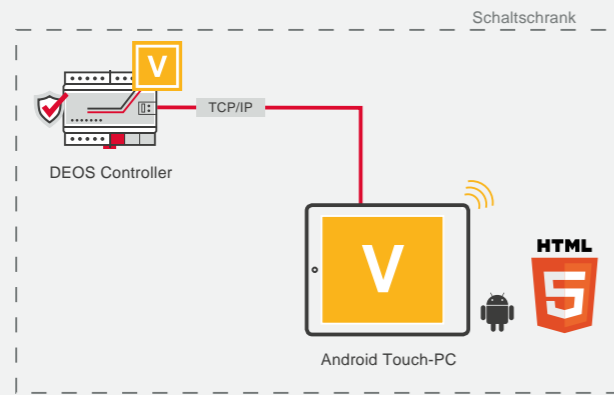 Schaltschrank
V
TCP/IP
DEOS Controller
V
HTML
5
Android Touch-PC